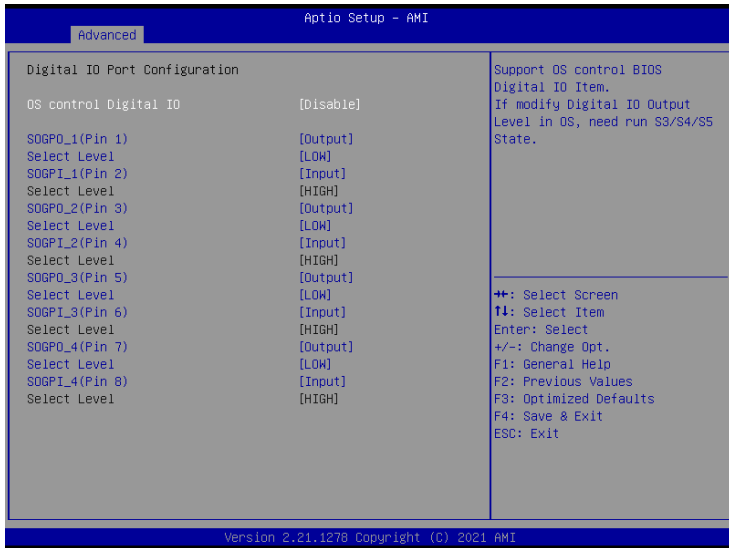 Aptio Setup - AMI
Advanced
Digital IO Port Configuration
OS control Digital IO [Disable]
SOGPO_1(Pin 1) [Output]
Select Level [LOW]
SOGPI_1(Pin 2) [Input]
Select Level [HIGH]
SOGPO_2(Pin 3) [Output]
Select Level [LOW]
SOGPI_2(Pin 4) [Input]
Select Level [HIGH]
SOGPO_3(Pin 5) [Output]
Select Level [LOW]
SOGPI_3(Pin 6) [Input]
Select Level [HIGH]
SOGPO_4(Pin 7) [Output]
Select Level [LOW]
SOGPI_4(Pin 8) [Input]
Select Level [HIGH]
Support OS control BIOS
Digital IO Item.
If modify Digital IO Output
Level in OS, need run S3/S4/S5
State.
→←: Select Screen
↑↓: Select Item
Enter: Select
+/-: Change Opt.
F1: General Help
F2: Previous Values
F3: Optimized Defaults
F4: Save & Exit
ESC: Exit
Version 2.21.1278 Copyright (C) 2021 AMI